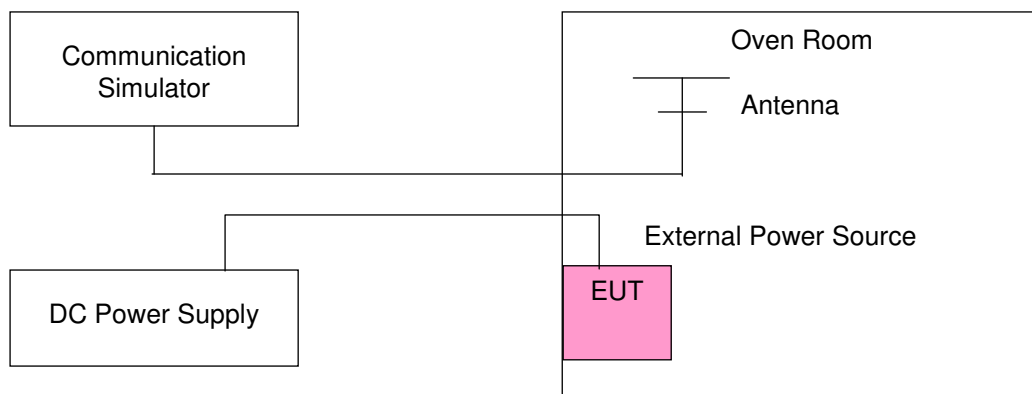 Communication
Simulator
Oven Room
Antenna
External Power Source
DC Power Supply
EUT